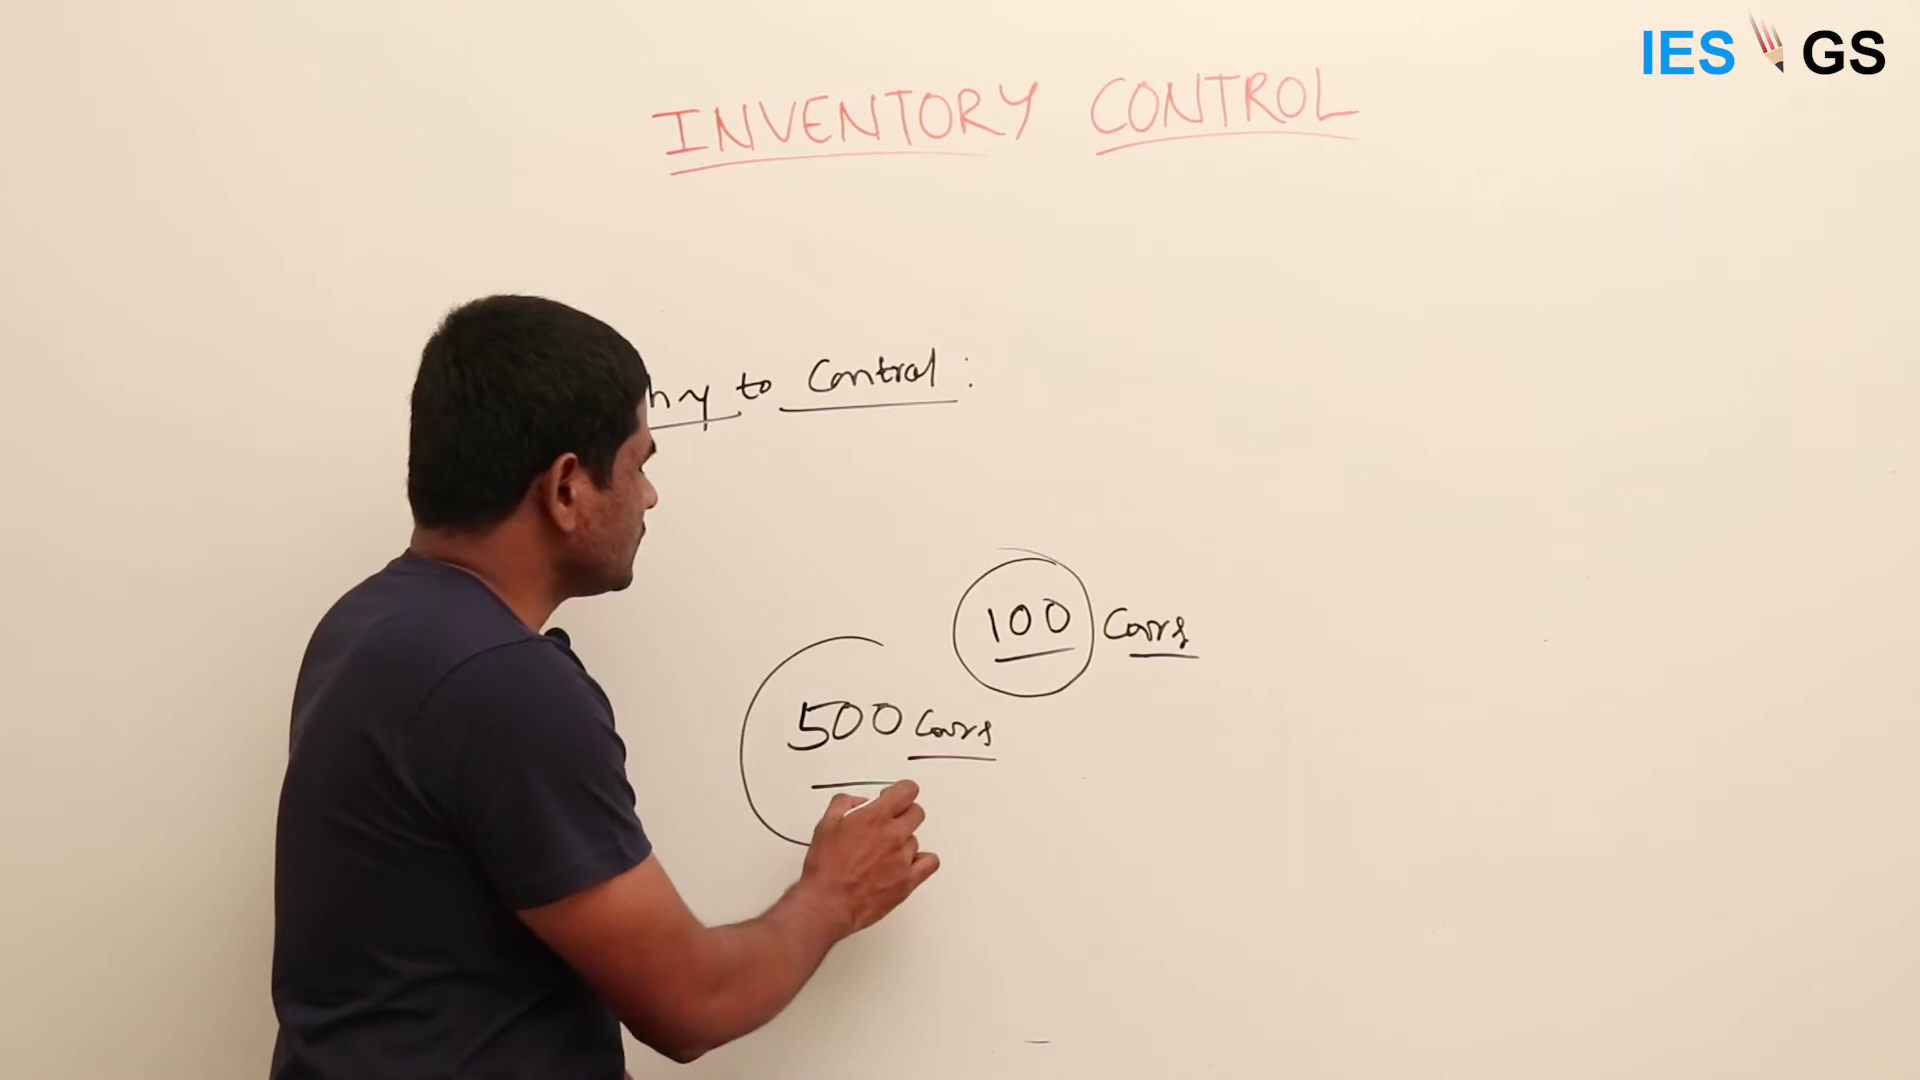 IES GS
INVENTORY CONTROL
hy to Control :
100 Cars
500 Cars